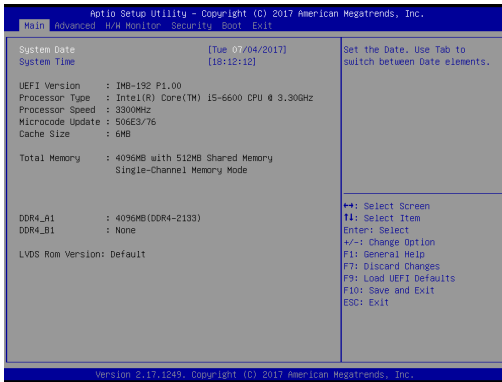 Aptio Setup Utility – Copyright (C) 2017 American Megatrends, Inc.
Main Advanced H/W Monitor Security Boot Exit
System Date [Tue 07/04/2017]
System Time [18:12:12]
UEFI Version : IMB-192 P1.00
Processor Type : Intel(R) Core(TM) i5-6600 CPU @ 3.30GHz
Processor Speed : 3300MHz
Microcode Update : 506E3/76
Cache Size : 6MB
Total Memory : 4096MB with 512MB Shared Memory
Single-Channel Memory Mode
DDR4_A1 : 4096MB(DDR4-2133)
DDR4_B1 : None
LVDS Rom Version: Default
Set the Date. Use Tab to
switch between Date elements.
↔: Select Screen
↑↓: Select Item
Enter: Select
+/-: Change Option
F1: General Help
F7: Discard Changes
F9: Load UEFI Defaults
F10: Save and Exit
ESC: Exit
Version 2.17.1249. Copyright (C) 2017 American Megatrends, Inc.